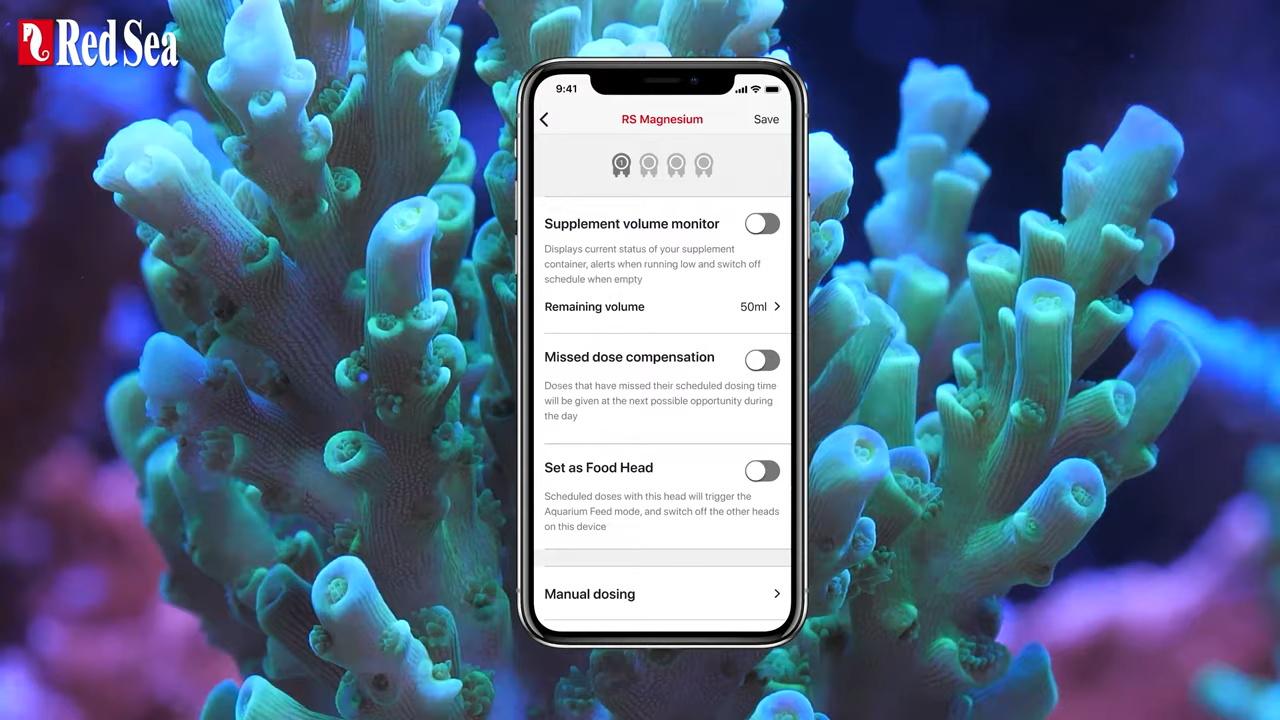 Red Sea
9:41
RS Magnesium
Save
1
Supplement volume monitor
Displays current status of your supplement
container, alerts when running low and switch off
schedule when empty
Remaining volume 50ml
Missed dose compensation
Doses that have missed their scheduled dosing time
will be given at the next possible opportunity during
the day
Set as Food Head
Scheduled doses with this head will trigger the
Aquarium Feed mode, and switch off the other heads
on this device
Manual dosing